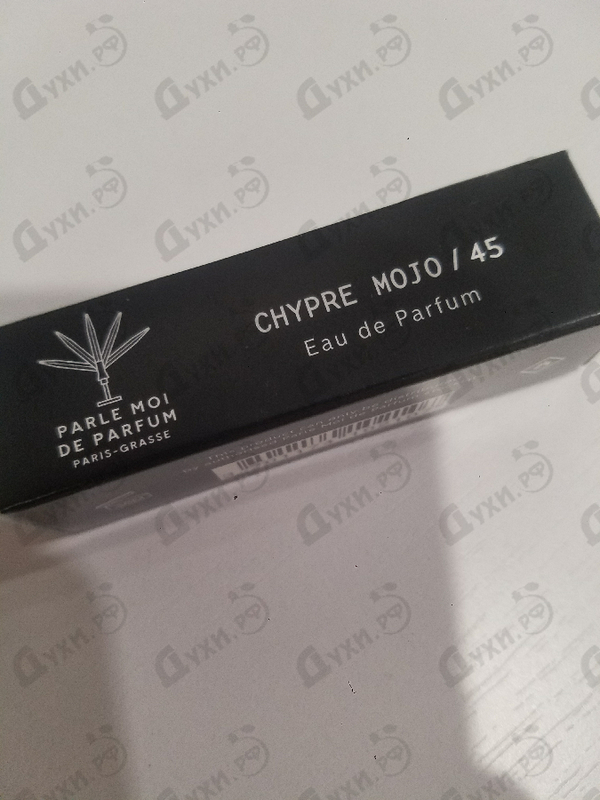 CHYPRE MOJO / 45
Eau de Parfum
PARLE MOI
DE PARFUM
PARIS-GRASSE
Духи.рф